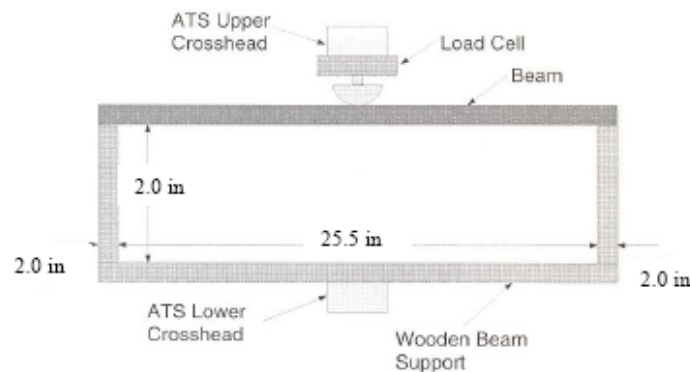 ATS Upper
Crosshead
Load Cell
Beam
2.0 in
25.5 in
2.0 in
2.0 in
ATS Lower
Crosshead
Wooden Beam
Support